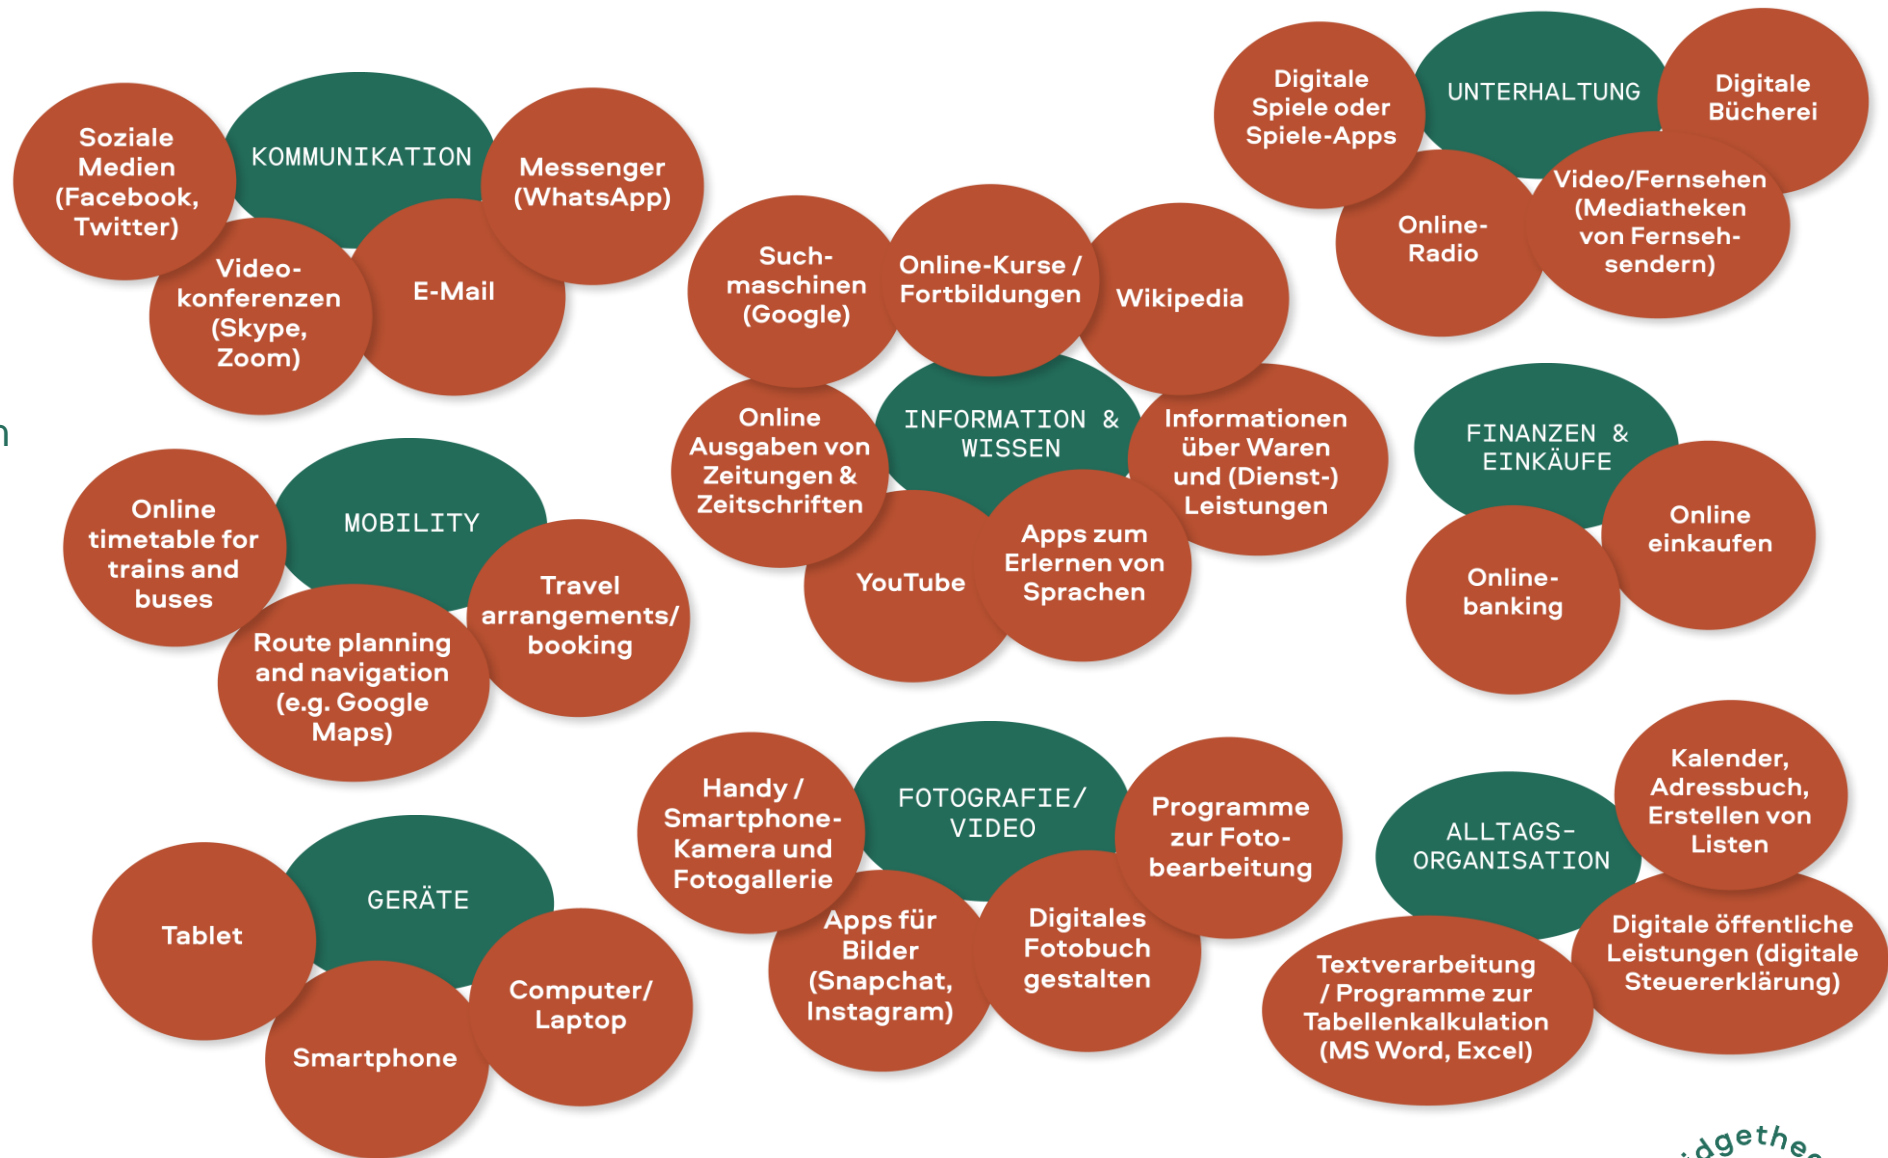 KOMMUNIKATION
Soziale
Medien
(Facebook,
Twitter)
Video-
konferenzen
(Skype,
Zoom)
E-Mail
Messenger
(WhatsApp)
UNTERHALTUNG
Digitale
Spiele oder
Spiele-Apps
Online-
Radio
Video/Fernsehen
(Mediatheken
von Fernseh-
sendern)
Digitale
Bücherei
INFORMATION &
WISSEN
Such-
maschinen
(Google)
Online-Kurse /
Fortbildungen
Wikipedia
Online
Ausgaben von
Zeitungen &
Zeitschriften
YouTube
Apps zum
Erlernen von
Sprachen
Informationen
über Waren
und (Dienst-)
Leistungen
MOBILITY
Online
timetable for
trains and
buses
Route planning
and navigation
(e.g. Google
Maps)
Travel
arrangements/
booking
FINANZEN &
EINKÄUFE
Online-
banking
Online
einkaufen
GERÄTE
Tablet
Smartphone
Computer/
Laptop
FOTOGRAFIE/
VIDEO
Handy /
Smartphone-
Kamera und
Fotogallerie
Apps für
Bilder
(Snapchat,
Instagram)
Digitales
Fotobuch
gestalten
Programme
zur Foto-
bearbeitung
ALLTAGS-
ORGANISATION
Kalender,
Adressbuch,
Erstellen von
Listen
Digitale öffentliche
Leistungen (digitale
Steuererklärung)
Textverarbeitung
/ Programme zur
Tabellenkalkulation
(MS Word, Excel)